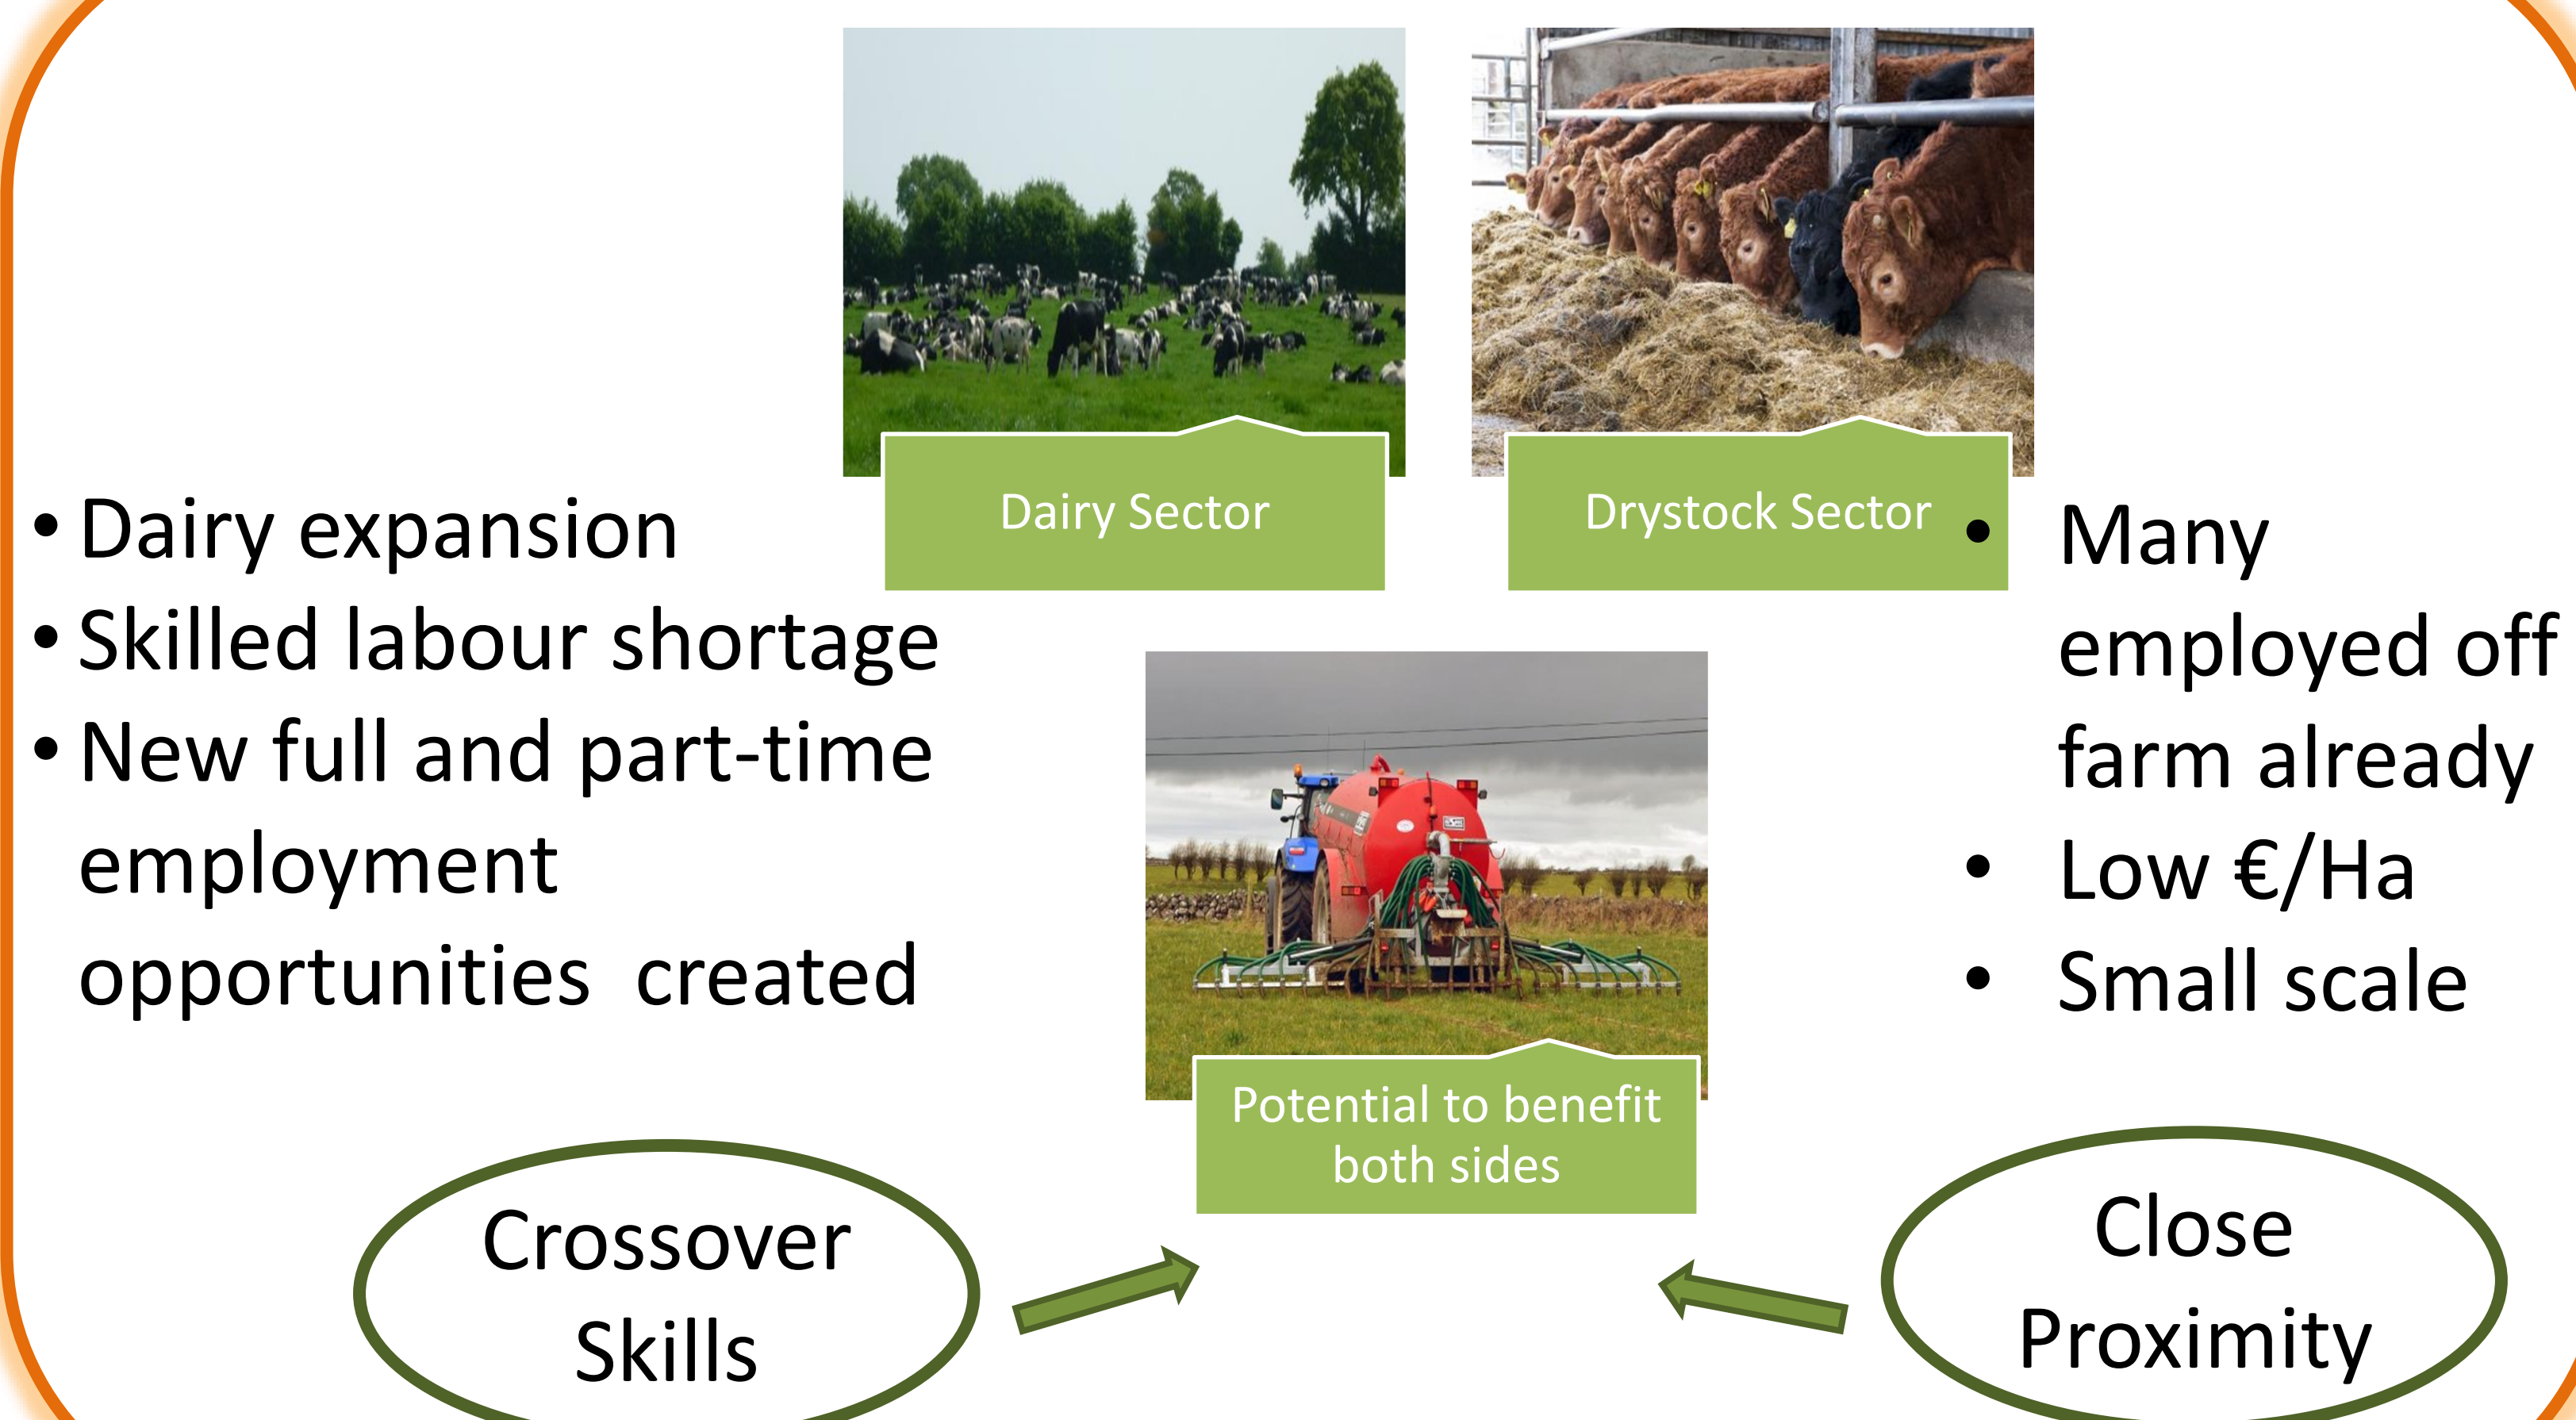 Dairy Sector
Drystock Sector
• Dairy expansion
• Skilled labour shortage
• New full and part-time
employment
opportunities created
• Many
employed off
farm already
• Low €/Ha
• Small scale
Potential to benefit
both sides
Crossover
Skills
Close
Proximity